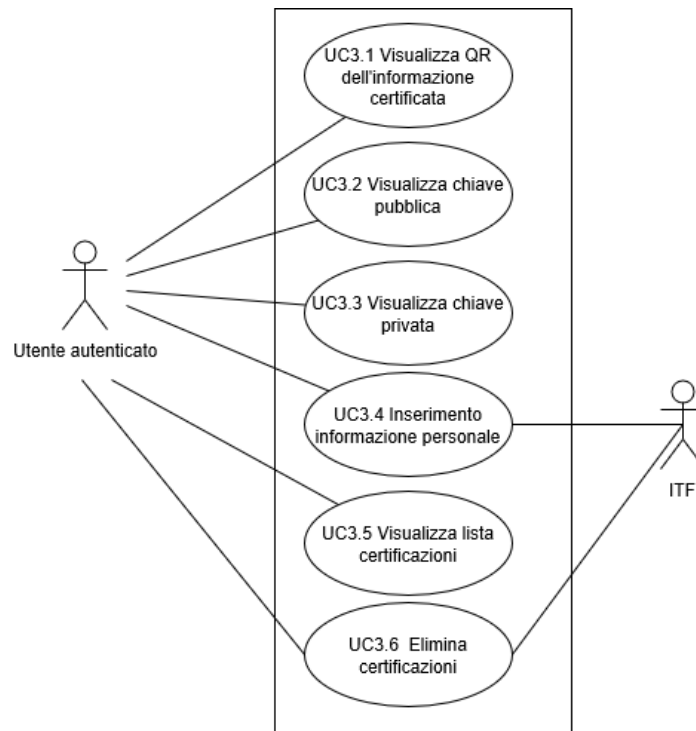 UC3.1 Visualizza QR
dell'informazione
certificata
UC3.2 Visualizza chiave
pubblica
UC3.3 Visualizza chiave
privata
Utente autenticato
UC3.4 Inserimento
informazione personale
ITF
UC3.5 Visualizza lista
certificazioni
UC3.6 Elimina
certificazioni